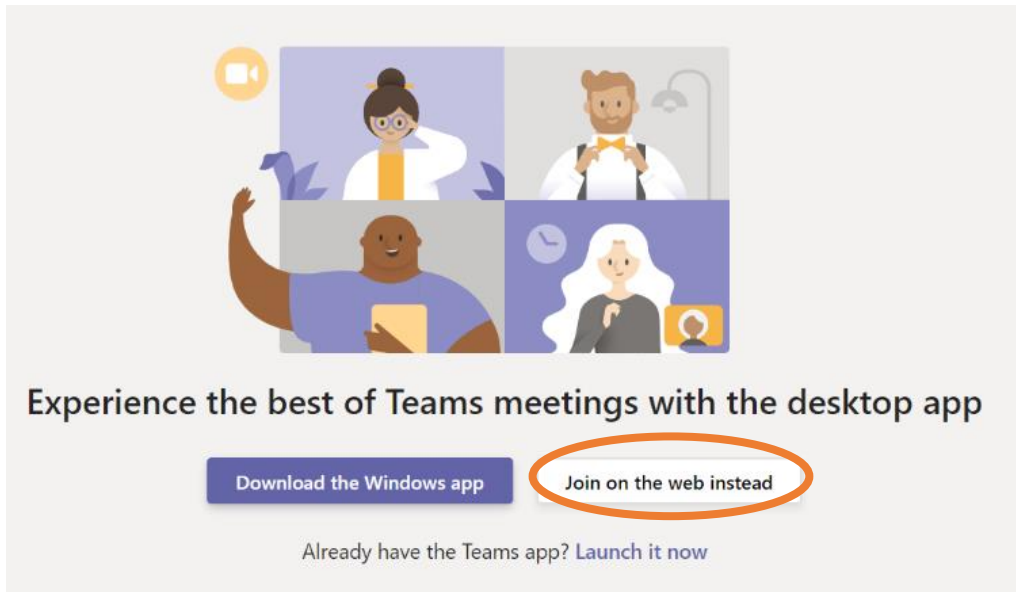 Experience the best of Teams meetings with the desktop app
Download the Windows app
Join on the web instead
Already have the Teams app? Launch it now